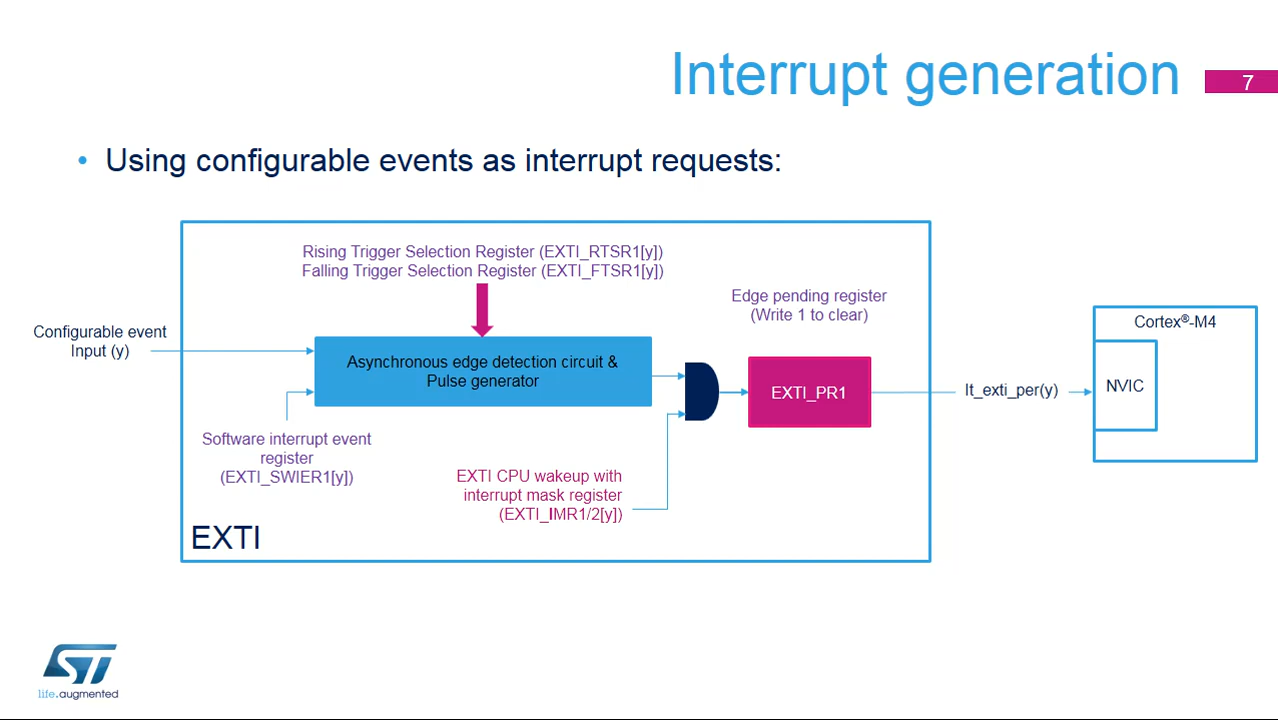 Interrupt generation
7
• Using configurable events as interrupt requests:
Rising Trigger Selection Register (EXTI_RTSR1[y])
Falling Trigger Selection Register (EXTI_FTSR1[y])
Edge pending register
(Write 1 to clear)
Configurable event
Input (y)
Asynchronous edge detection circuit &
Pulse generator
EXTI_PR1
It_exti_per(y)
Cortex®-M4
NVIC
Software interrupt event
register
(EXTI_SWIER1[y])
EXTI CPU wakeup with
interrupt mask register
(EXTI_IMR1/2[y])
EXTI
ST
life.augmented